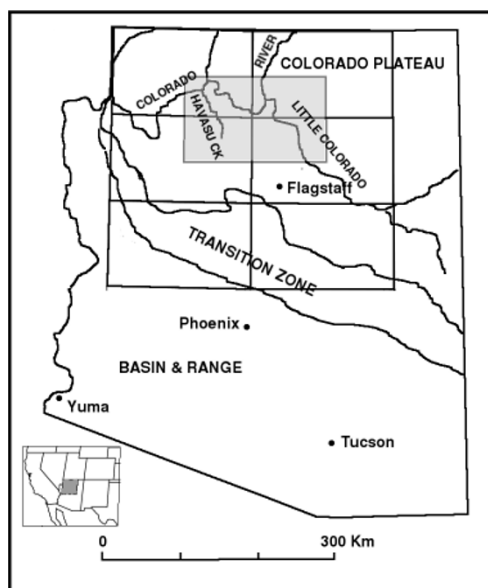 COLORADO PLATEAU
RIVER
COLORADO
HAVASU CK
LITTLE COLORADO
Flagstaff
TRANSITION ZONE
Phoenix
BASIN & RANGE
Yuma
Tucson
0
300 Km